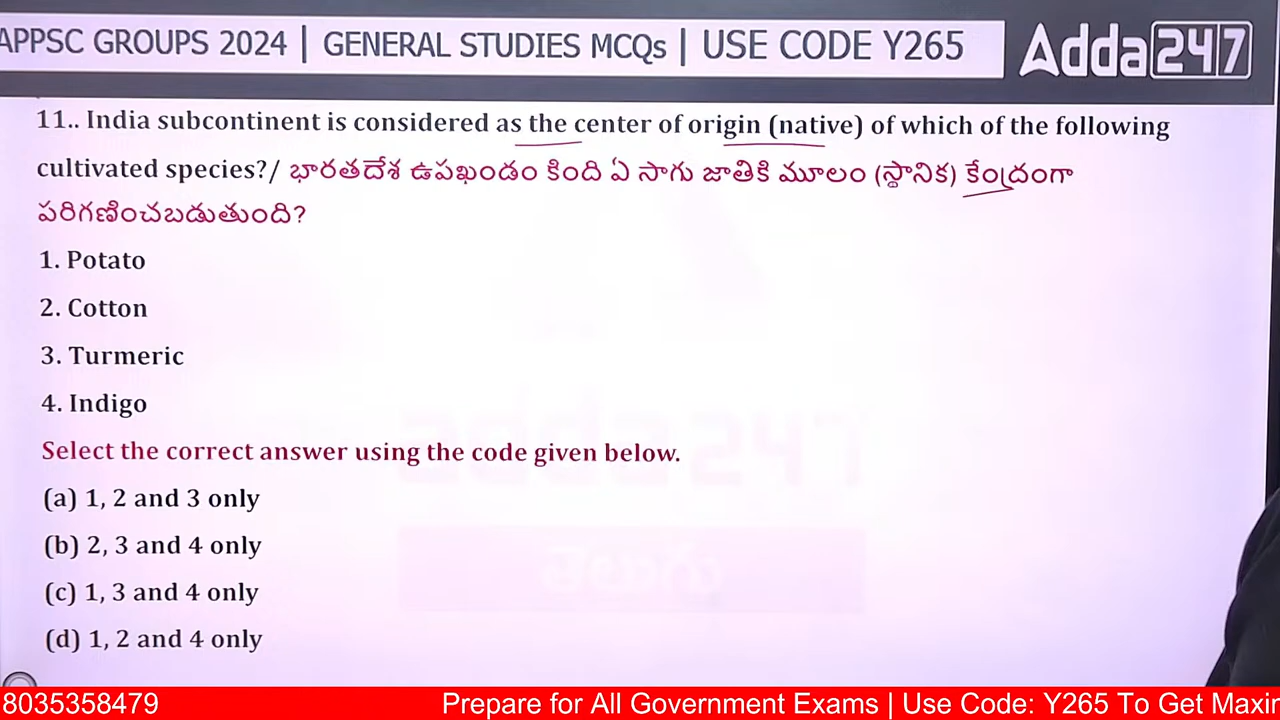 APPSC GROUPS 2024 | GENERAL STUDIES MCQs | USE CODE Y265
Adda247
11.. India subcontinent is considered as the center of origin (native) of which of the following
cultivated species?/ భారతదేశ ఉపఖండం కింది ఏ సాగు జాతికి మూలం (స్థానిక) కేంద్రంగా
పరిగణించబడుతుంది?
1. Potato
2. Cotton
3. Turmeric
4. Indigo
adda247
Select the correct answer using the code given below.
(a) 1, 2 and 3 only
(b) 2, 3 and 4 only
తెలుగు
(c) 1, 3 and 4 only
(d) 1, 2 and 4 only
8035358479
Prepare for All Government Exams | Use Code: Y265 To Get